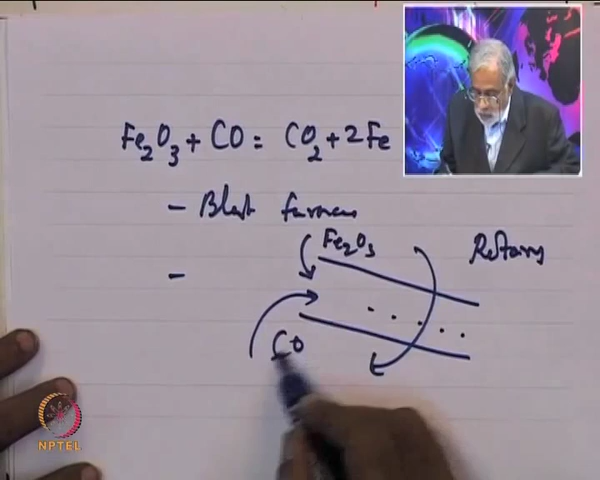 Fe2O3 + CO = CO2 + 2Fe
- Blast furnace
Fe2O3
Rotary
-
CO
NPTEL